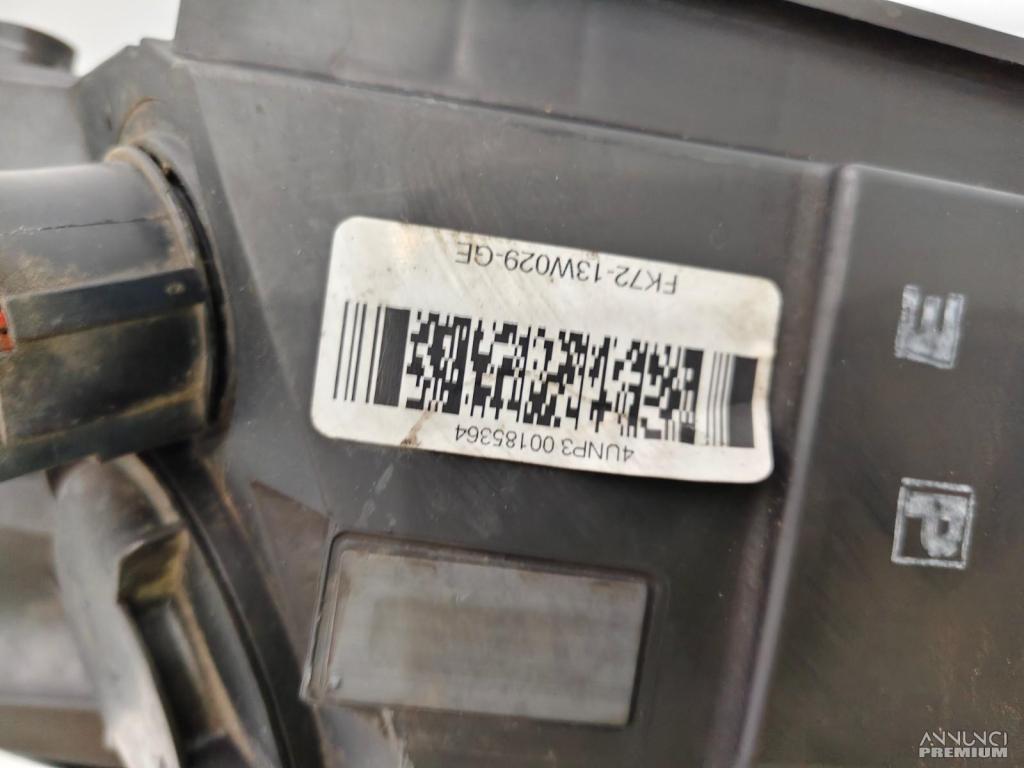 FK72-13W029-GE
4UNP3 00185364
E
P
ANNUNCI
PREMIUM